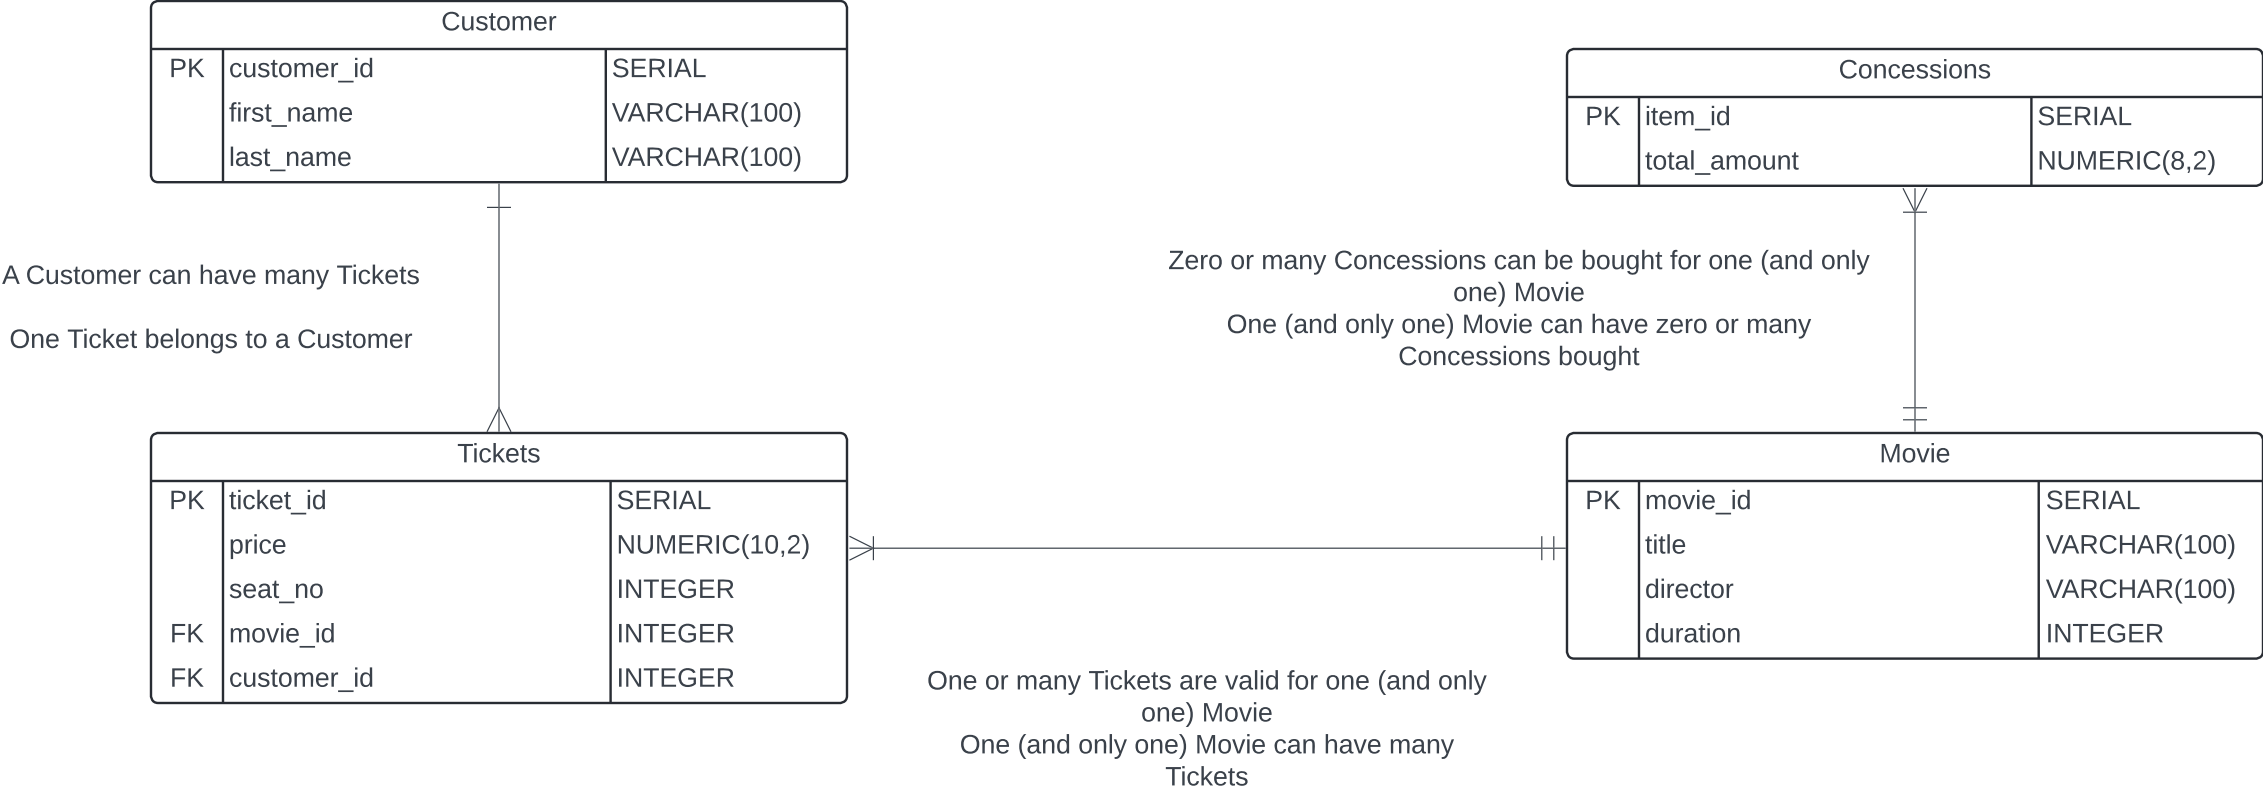 Customer
PK customer_id SERIAL
first_name VARCHAR(100)
last_name VARCHAR(100)
Concessions
PK item_id SERIAL
total_amount NUMERIC(8,2)
A Customer can have many Tickets
One Ticket belongs to a Customer
Zero or many Concessions can be bought for one (and only
one) Movie
One (and only one) Movie can have zero or many
Concessions bought
Tickets
PK ticket_id SERIAL
price NUMERIC(10,2)
seat_no INTEGER
FK movie_id INTEGER
FK customer_id INTEGER
Movie
PK movie_id SERIAL
title VARCHAR(100)
director VARCHAR(100)
duration INTEGER
One or many Tickets are valid for one (and only
one) Movie
One (and only one) Movie can have many
Tickets